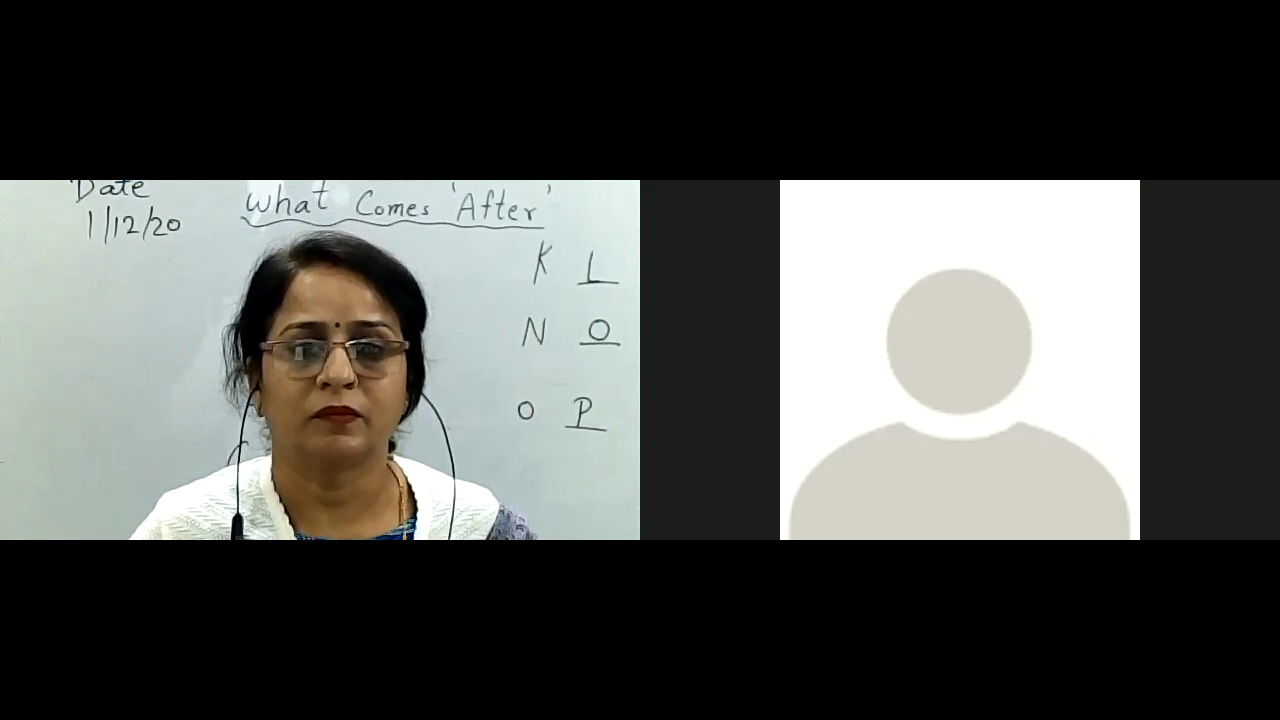 Date
1/12/20
What Comes 'After'
K L
N O
O P